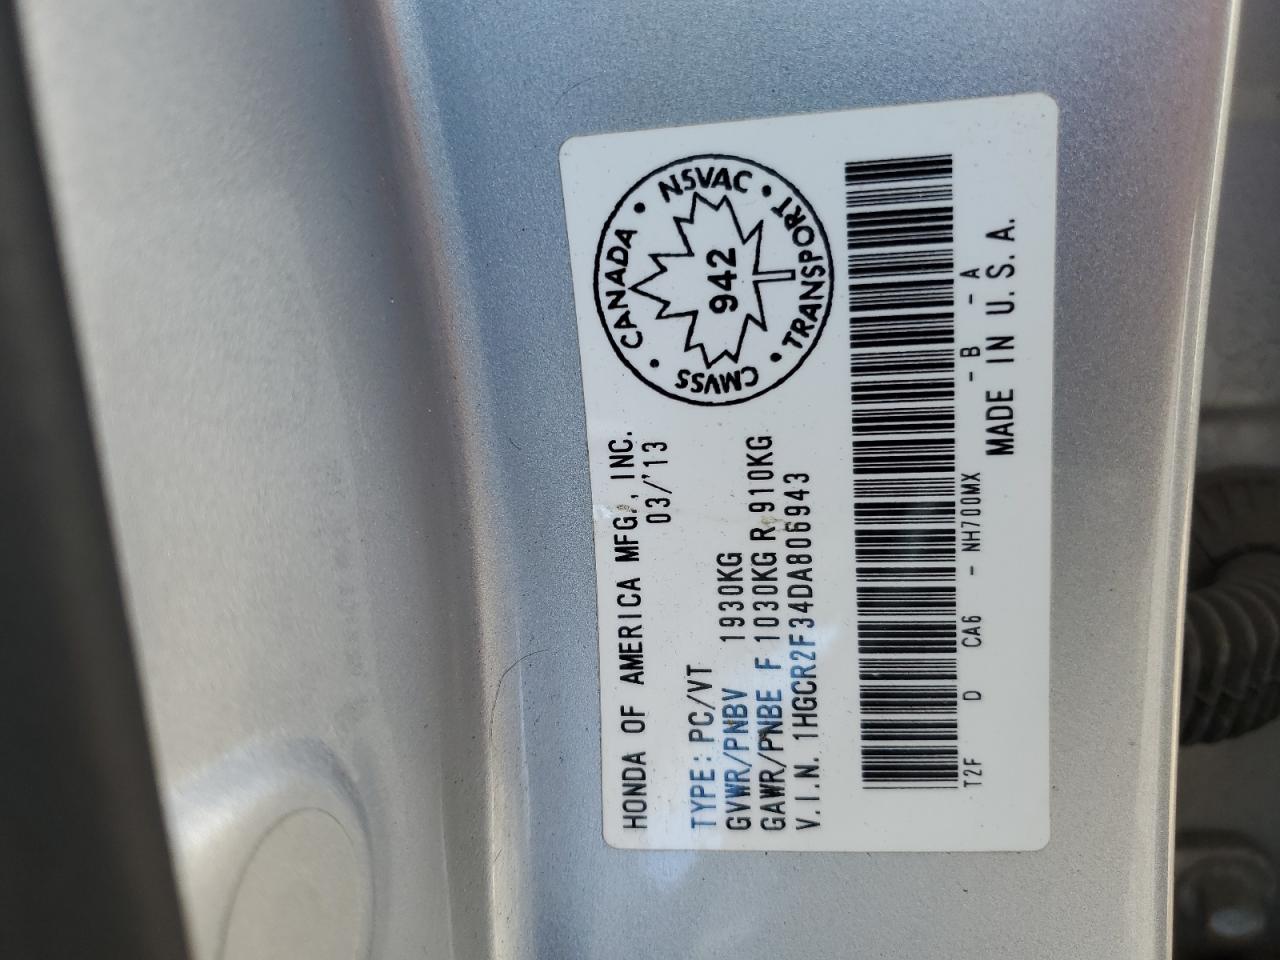 HONDA OF AMERICA MFG., INC.
03/'13
TYPE: PC/VT
GVWR/PNBV 1930KG
GAWR/PNBE F 1030KG R 910KG
V.I.N. 1HGCR2F34DA806943
CANADA • NSVAC • TRANSPORT • CMVSS •
942
T2F D CA6 - NH700MX -B -A
MADE IN U.S.A.